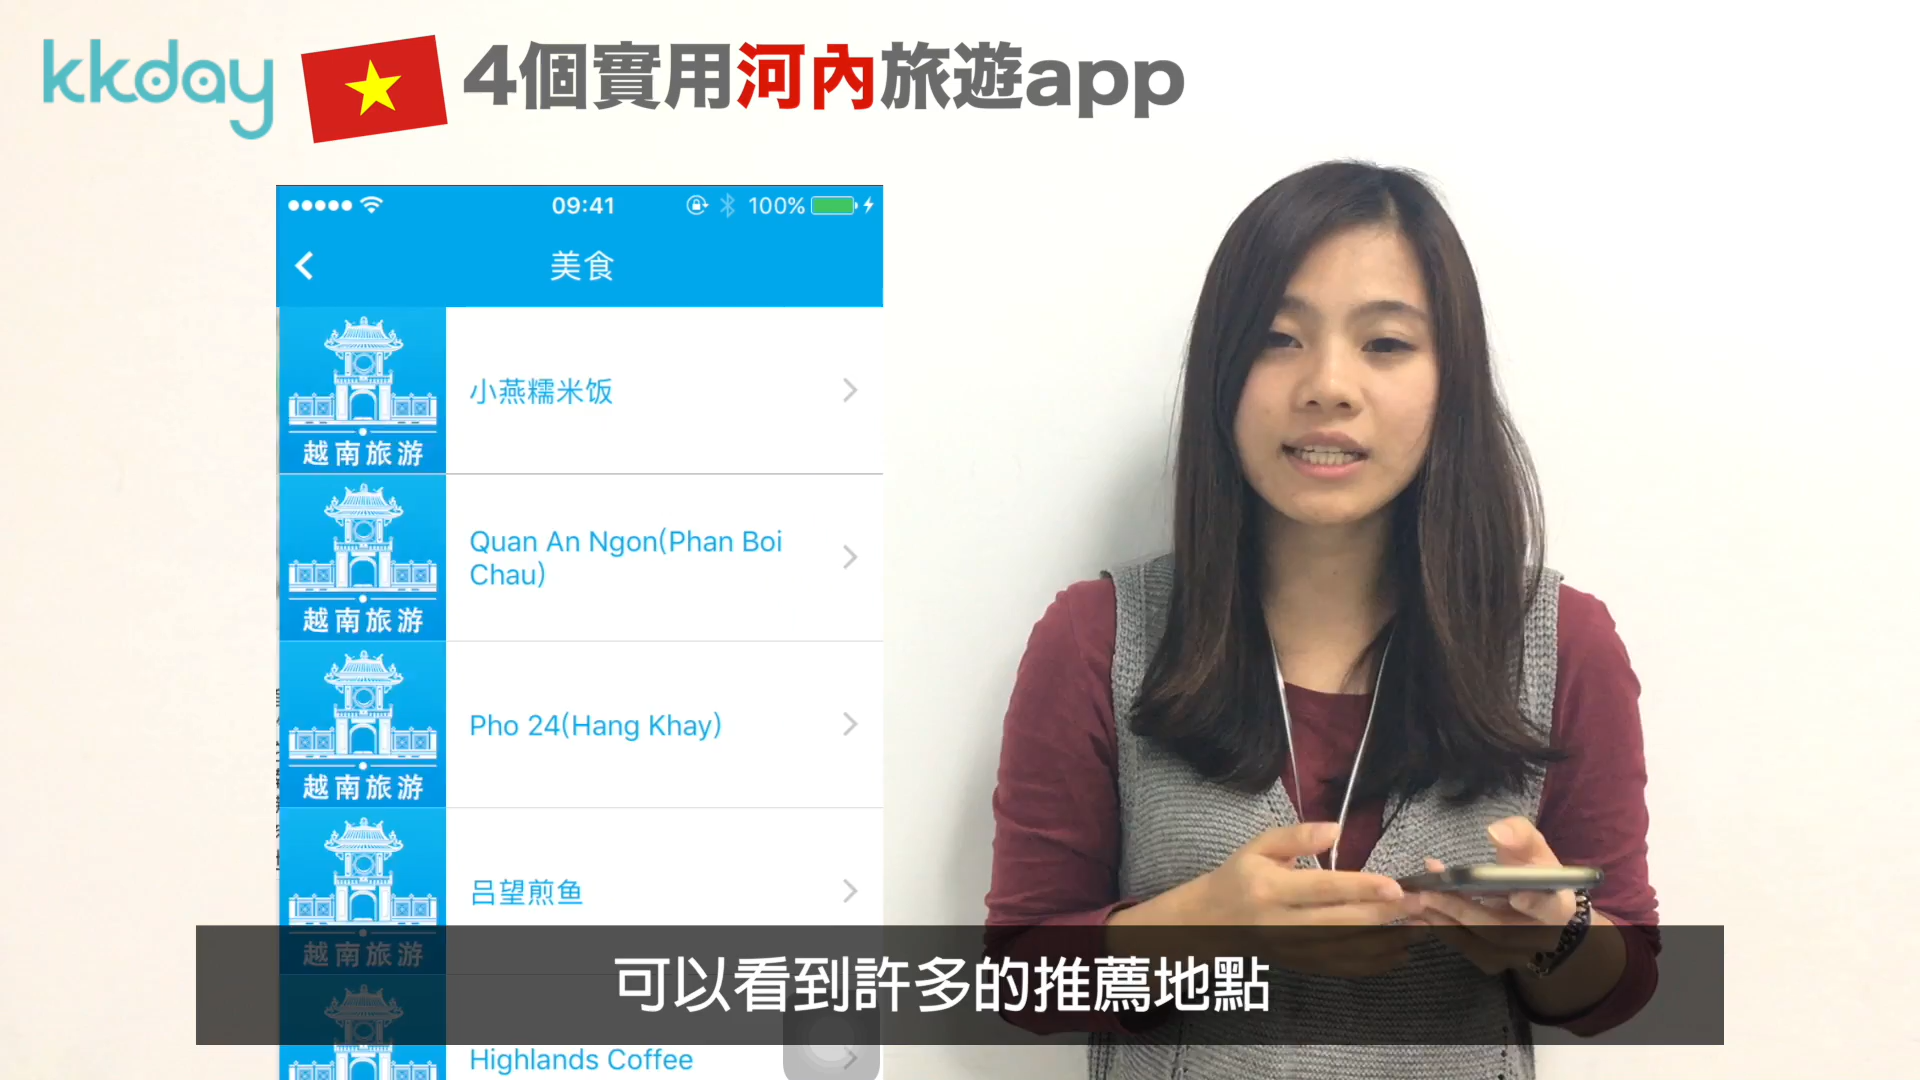 kkday
4個實用河內旅遊app
09:41
100%
美食
越南旅游
小燕糯米饭
越南旅游
Quan An Ngon(Phan Boi
Chau)
越南旅游
Pho 24(Hang Khay)
越南旅游
吕望煎鱼
可以看到許多的推薦地點
Highlands Coffee